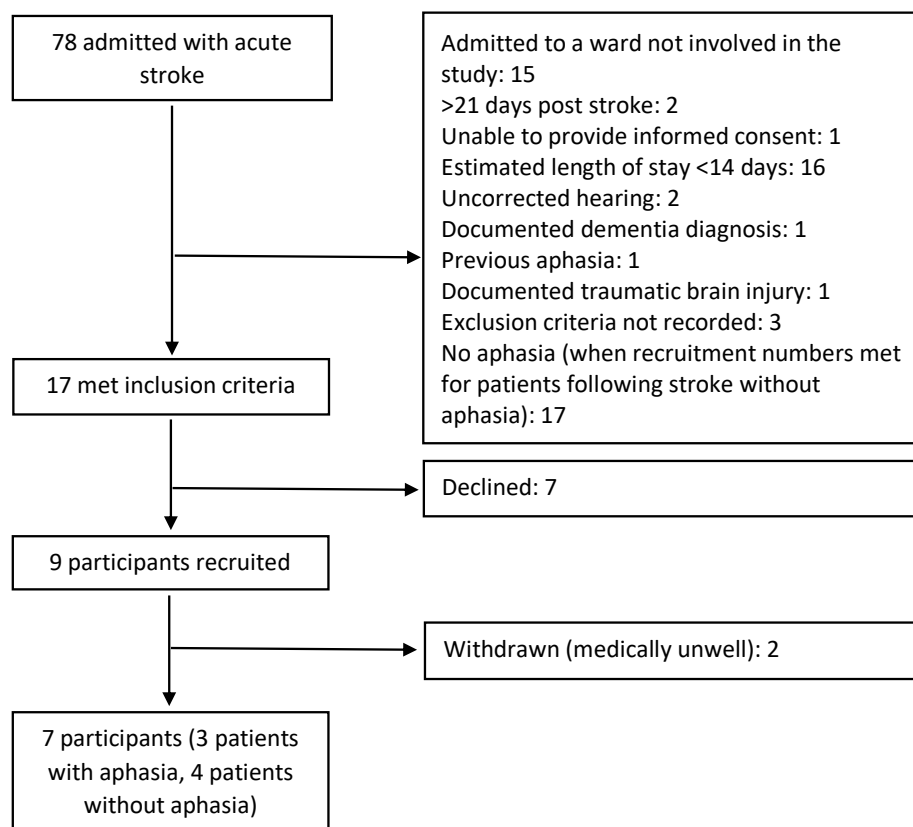 78 admitted with acute
stroke
Admitted to a ward not involved in the
study: 15
>21 days post stroke: 2
Unable to provide informed consent: 1
Estimated length of stay <14 days: 16
Uncorrected hearing: 2
Documented dementia diagnosis: 1
Previous aphasia: 1
Documented traumatic brain injury: 1
Exclusion criteria not recorded: 3
No aphasia (when recruitment numbers met
for patients following stroke without
aphasia): 17
17 met inclusion criteria
Declined: 7
9 participants recruited
Withdrawn (medically unwell): 2
7 participants (3 patients
with aphasia, 4 patients
without aphasia)